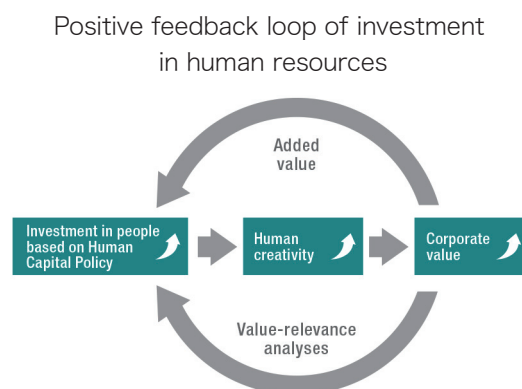 Positive feedback loop of investment
in human resources
Added
value
Investment in people
based on Human
Capital Policy
Human
creativity
Corporate
value
Value-relevance
analyses